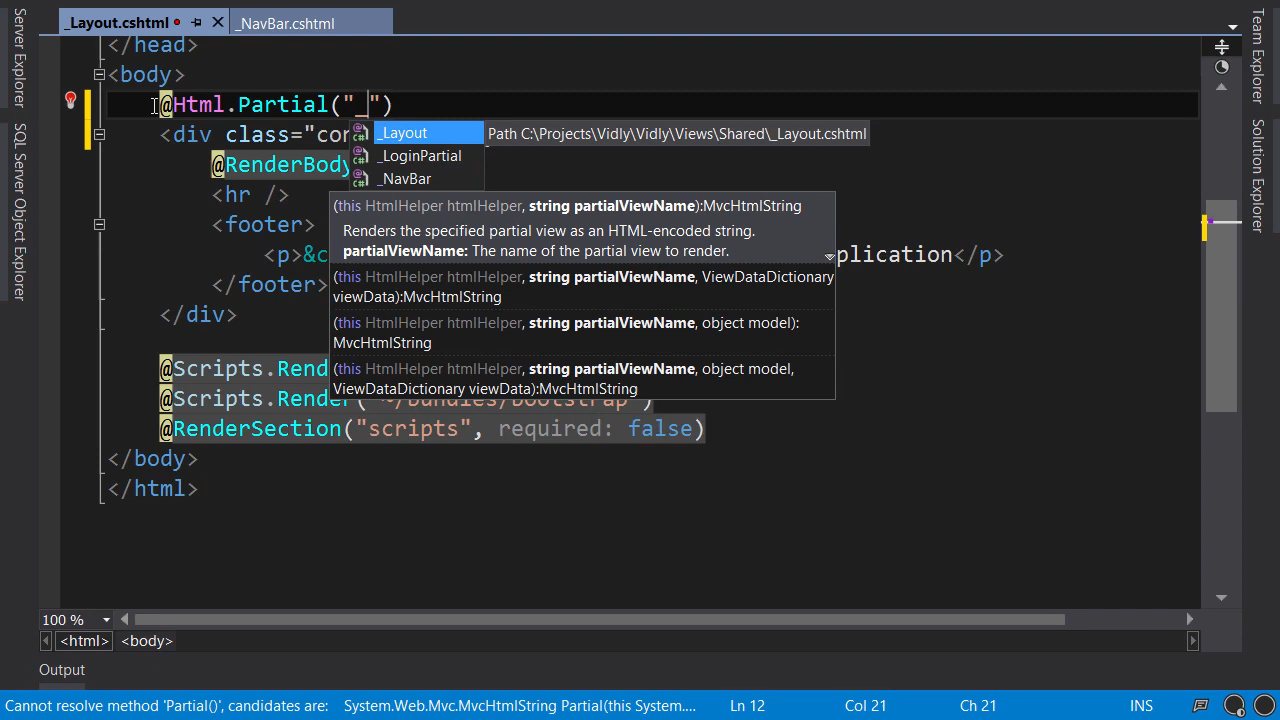 _Layout.cshtml
_NavBar.cshtml
Server Explorer
SQL Server Object Explorer
Team Explorer
Solution Explorer
</head>
<body>
@Html.Partial("_")
<div class="con
_Layout
Path C:\Projects\Vidly\Vidly\Views\Shared\_Layout.cshtml
_LoginPartial
_NavBar
@RenderBody
<hr />
(this HtmlHelper htmlHelper, string partialViewName):MvcHtmlString
<footer>
Renders the specified partial view as an HTML-encoded string.
partialViewName: The name of the partial view to render.
<p>&c
plication</p>
</footer>
(this HtmlHelper htmlHelper, string partialViewName, ViewDataDictionary
viewData):MvcHtmlString
</div>
(this HtmlHelper htmlHelper, string partialViewName, object model):
MvcHtmlString
@Scripts.Rend
(this HtmlHelper htmlHelper, string partialViewName, object model,
ViewDataDictionary viewData):MvcHtmlString
@Scripts.Render("~/bundles/bootstrap")
@RenderSection("scripts", required: false)
</body>
</html>
100 %
<html> <body>
Output
Cannot resolve method 'Partial()', candidates are: System.Web.Mvc.MvcHtmlString Partial(this System.... Ln 12 Col 21 Ch 21 INS